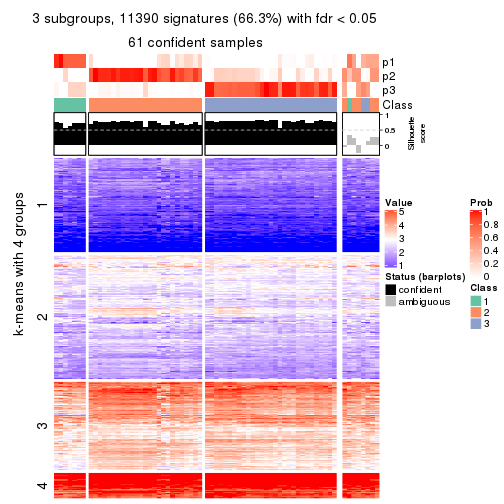 3 subgroups, 11390 signatures (66.3%) with fdr < 0.05
61 confident samples
p1
p2
p3
Class
1
0.5
0
Silhouette
score
k-means with 4 groups
1
2
3
4
Value
5
4
3
2
1
Status (barplots)
confident
ambiguous
Prob
1
0.8
0.6
0.4
0.2
0
Class
1
2
3